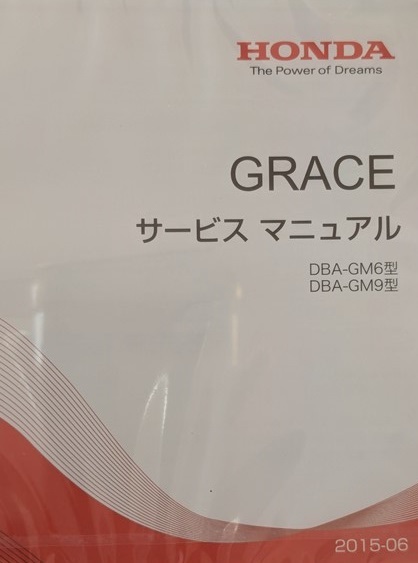 HONDA
The Power of Dreams
GRACE
サービス マニュアル
DBA-GM6型
DBA-GM9型
2015-06